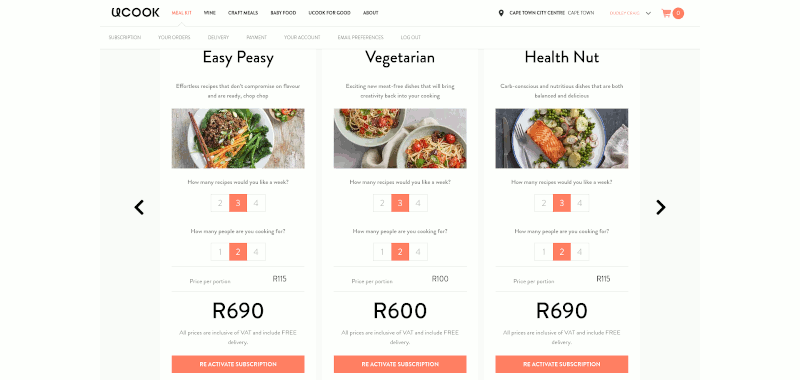 UCOOK
MEAL KIT WINE CRAFT MEALS BABY FOOD UCOOK FOR GOOD ABOUT CAPE TOWN CITY CENTRE CAPE TOWN 0
SUBSCRIPTION YOUR ORDERS DELIVERY PAYMENT YOUR ACCOUNT EMAIL PREFERENCES LOG OUT
Easy Peasy
Effortless recipes that don't compromise on flavour
and are ready, chop chop
How many recipes would you like a week?
2 3 4
How many people are you cooking for?
1 2 4
Price per portion R115
R690
All prices are inclusive of VAT and include FREE
delivery.
RE ACTIVATE SUBSCRIPTION
Vegetarian
Exciting new meat-free dishes that will bring
creativity back into your cooking
How many recipes would you like a week?
2 3 4
How many people are you cooking for?
1 2 4
Price per portion R100
R600
All prices are inclusive of VAT and include FREE
delivery.
RE ACTIVATE SUBSCRIPTION
Health Nut
Carb-conscious and nutritious dishes that are both
balanced and delicious
How many recipes would you like a week?
2 3 4
How many people are you cooking for?
1 2 4
Price per portion R115
R690
All prices are inclusive of VAT and include FREE
delivery.
RE ACTIVATE SUBSCRIPTION